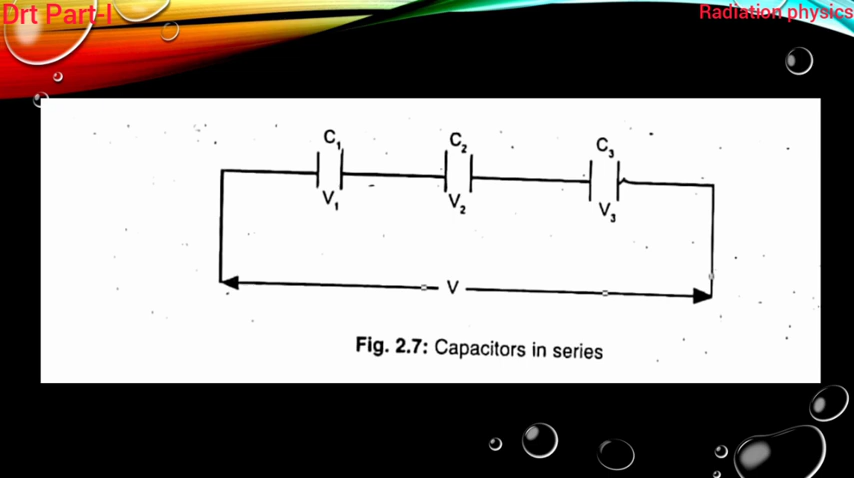 Drt Part-I
Radiation physics
C₁
C₂
C₃
V₁
V₂
V₃
V
Fig. 2.7: Capacitors in series